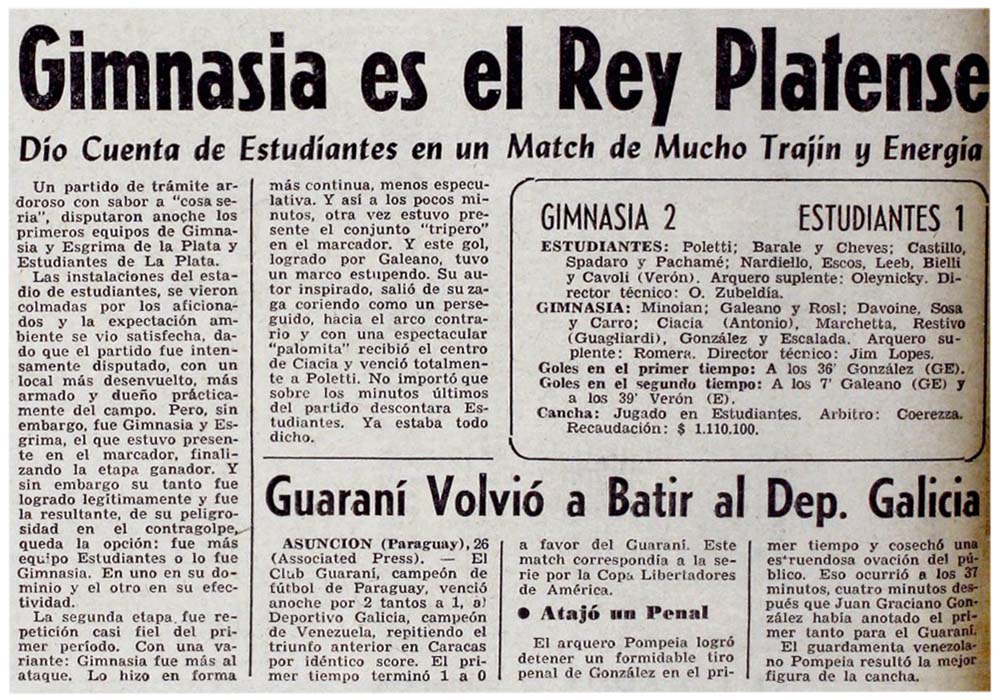 Gimnasia es el Rey Platense
Dío Cuenta de Estudíantes en un Match de Mucho Trajín y Energía
Un partido de trámite ar-
doroso con sabor a "cosa se-
ria", disputaron anoche los
primeros equipos de Gimna-
sia y Esgrima de la Plata y
Estudiantes de La Plata.
Las instalaciones del esta-
dio de estudiantes, se vieron
colmadas por los aficiona-
dos y la expectación am-
biente se vio satisfecha, da-
do que el partido fue inten-
samente disputado, con un
local más desenvuelto, más
armado y dueño práctica-
mente del campo. Pero, sin
embargo, fue Gimnasia y Es-
grima, el que estuvo presen-
te en el marcador, finali-
zando la etapa ganador. Y
sin embargo su tanto fue
logrado legítimamente y fue
la resultante, de su peligro-
sidad en el contragolpe,
queda la opción: fue más
equipo Estudiantes o lo fue
Gimnasia. En uno en su do-
minio y el otro en su efec-
tividad.
La segunda etapa fue re-
petición casi fiel del pri-
mer período. Con una va-
riante: Gimnasia fue más al
ataque. Lo hizo en forma
más continua, menos especu-
lativa. Y así a los pocos mi-
nutos, otra vez estuvo pre-
sente el conjunto "tripero"
en el marcador. Y este gol,
logrado por Galeano, tuvo
un marco estupendo. Su au-
tor inspirado, salió de su za-
ga coriendo como un perse-
guido, hacia el arco contra-
rio y con una espectacular
"palomita" recibió el centro
de Ciacia y venció totalmen-
te a Poletti. No importó que
sobre los minutos últimos
del partido descontara Es-
tudiantes. Ya estaba todo
dicho.
GIMNASIA 2 ESTUDIANTES 1
ESTUDIANTES: Poletti; Barale y Cheves; Castillo,
Spadaro y Pachamé; Nardiello, Escos, Leeb, Bielli
y Cavoli (Verón). Arquero suplente: Oleynicky. Di-
rector técnico: O. Zubeldía.
GIMNASIA: Minoian; Galeano y Rosl; Davoine, Sosa
y Carro; Ciacia (Antonio), Marchetta, Restivo
(Guagliardi), González y Escalada. Arquero su-
plente: Romera. Director técnico: Jim Lopes.
Goles en el primer tiempo: A los 36' González (GE).
Goles en el segundo tiempo: A los 7' Galeano (GE) y
a los 39' Verón (E).
Cancha: Jugado en Estudiantes. Arbitro: Coerezza.
Recaudación: $ 1.110.100.
Guaraní Volvió a Batir al Dep. Galicia
ASUNCION (Paraguay), 26
(Associated Press). — El
Club Guaraní, campeón de
fútbol de Paraguay, venció
anoche por 2 tantos a 1, al
Deportivo Galicia, campeón
de Venezuela, repitiendo el
triunfo anterior en Caracas
por idéntico score. El pri-
mer tiempo terminó 1 a 0
a favor del Guaraní. Este
match correspondía a la se-
rie por la Copa Libertadores
de América.
• Atajó un Penal
El arquero Pompeia logró
detener un formidable tiro
penal de González en el pri-
mer tiempo y cosechó una
estruendosa ovación del pú-
blico. Eso ocurrió a los 37
minutos, cuatro minutos des-
pués que Juan Graciano Gon-
zález había anotado el pri-
mer tanto para el Guaraní.
El guardameta venezola-
no Pompeia resultó la mejor
figura de la cancha.